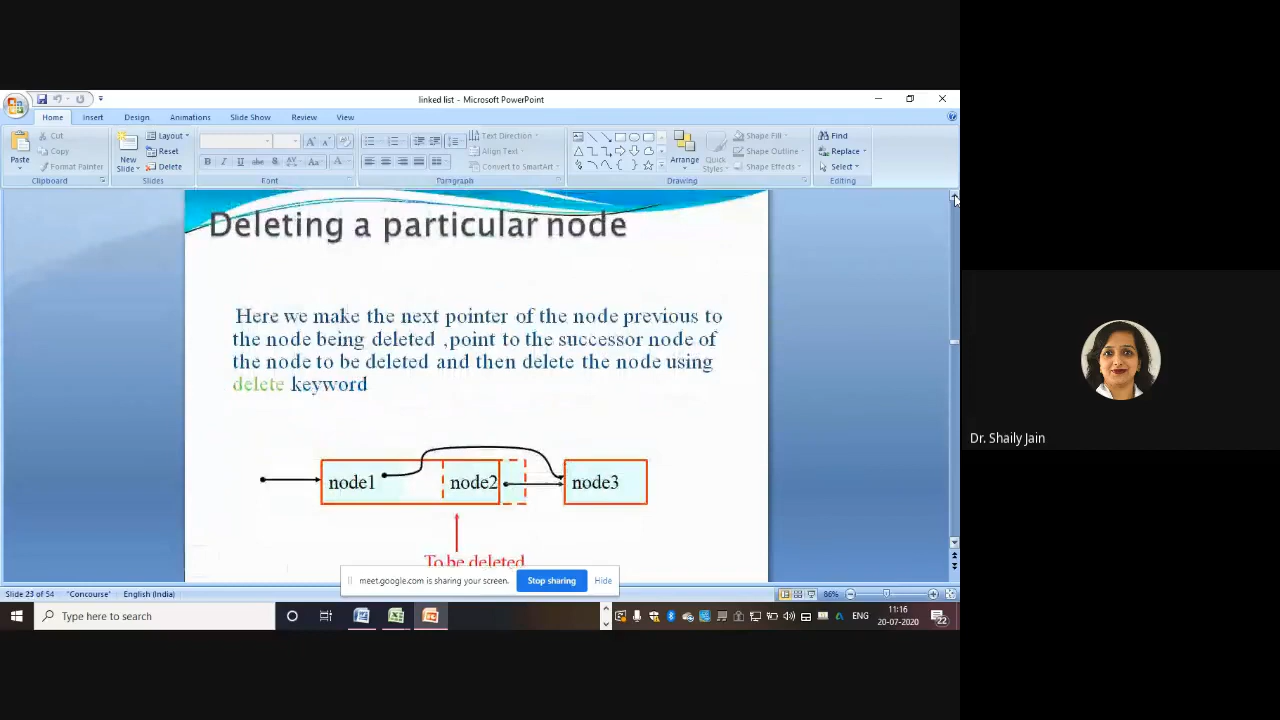 linked list - Microsoft PowerPoint
Home Insert Design Animations Slide Show Review View
Paste
Cut
Copy
Format Painter
Clipboard
New
Slide
Layout
Reset
Delete
Slides
B I U abc S AV Aa A
Font
Text Direction
Align Text
Convert to SmartArt
Paragraph
Arrange
Quick
Styles
Shape Fill
Shape Outline
Shape Effects
Drawing
Find
Replace
Select
Editing
Deleting a particular node
Here we make the next pointer of the node previous to
the node being deleted ,point to the successor node of
the node to be deleted and then delete the node using
delete keyword
node1 node2 node3
To be deleted
meet.google.com is sharing your screen. Stop sharing Hide
Slide 23 of 54 "Concourse" English (India) 86%
Type here to search
ENG
11:16
20-07-2020
22
Dr. Shaily Jain